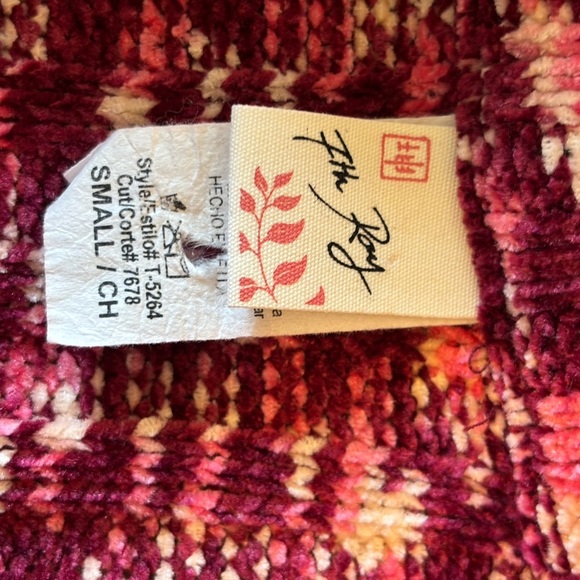 7th Ray
Style/Estilo# T-5264
Cut/Corte# 7678
SMALL / CH
HECHO E